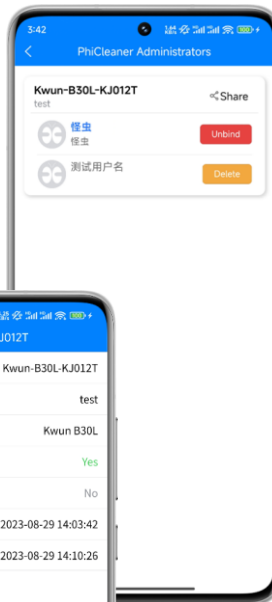 3:42
PhiCleaner Administrators
Kwun-B30L-KJ012T
test
Share
怪虫
怪虫
Unbind
测试用户名
Delete
J012T
Kwun-B30L-KJ012T
test
Kwun B30L
Yes
No
2023-08-29 14:03:42
2023-08-29 14:10:26